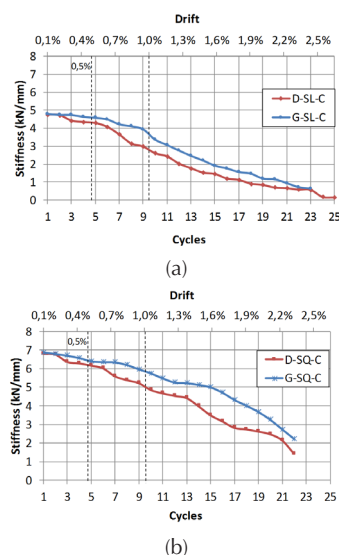 Drift
0,1% 0,4% 0,7% 1,0% 1,3% 1,6% 1,9% 2,2% 2,5%
8
7
6
5
4
3
2
1
0
Stiffness (kN/mm)
0,5%
D-SL-C
G-SL-C
1 3 5 7 9 11 13 15 17 19 21 23 25
Cycles
(a)
Drift
0,1% 0,4% 0,7% 1,0% 1,3% 1,6% 1,9% 2,2% 2,5%
8
7
6
5
4
3
2
1
0
Stiffness (kN/mm)
0,5%
D-SQ-C
G-SQ-C
1 3 5 7 9 11 13 15 17 19 21 23 25
Cycles
(b)